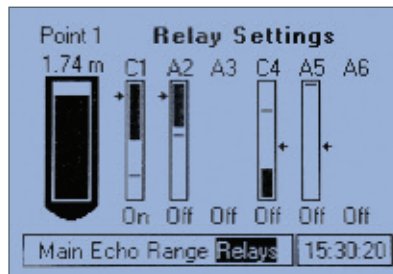 Point 1 Relay Settings
1.74 m C1 A2 A3 C4 A5 A6
On Off Off Off Off Off
Main Echo Range Relays 15:30:20